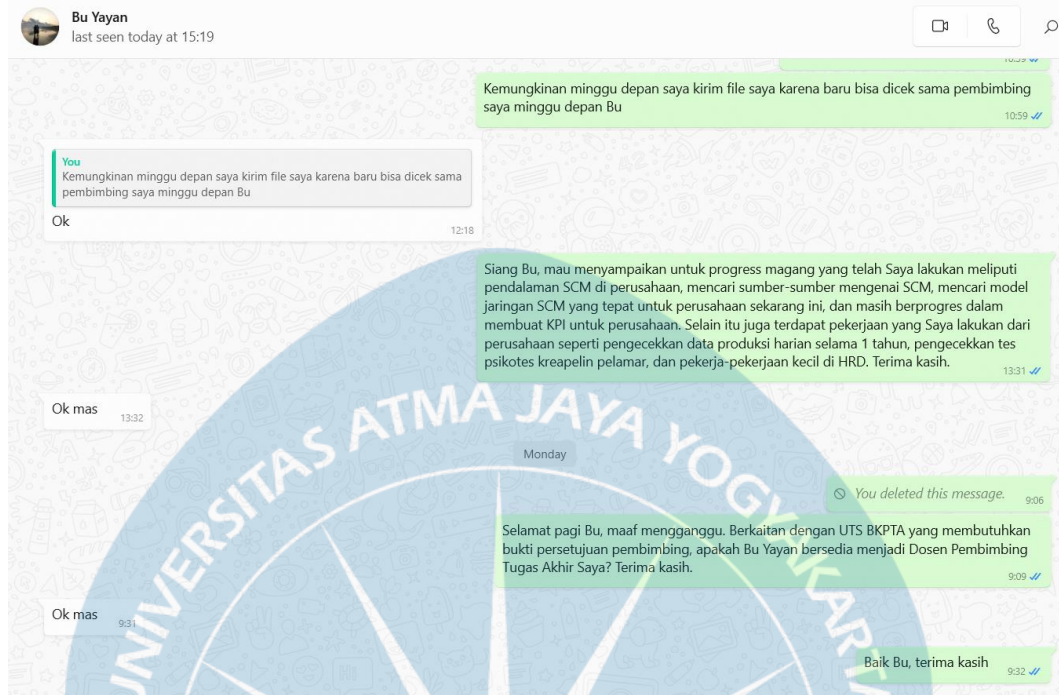 Bu Yayan
last seen today at 15:19
Kemungkinan minggu depan saya kirim file saya karena baru bisa dicek sama pembimbing
saya minggu depan Bu
10:59
You
Kemungkinan minggu depan saya kirim file saya karena baru bisa dicek sama
pembimbing saya minggu depan Bu
Ok
12:18
Siang Bu, mau menyampaikan untuk progress magang yang telah Saya lakukan meliputi
pendalaman SCM di perusahaan, mencari sumber-sumber mengenai SCM, mencari model
jaringan SCM yang tepat untuk perusahaan sekarang ini, dan masih berprogres dalam
membuat KPI untuk perusahaan. Selain itu juga terdapat pekerjaan yang Saya lakukan dari
perusahaan seperti pengecekkan data produksi harian selama 1 tahun, pengecekkan tes
psikotes kreapelin pelamar, dan pekerja-pekerjaan kecil di HRD. Terima kasih.
13:31
Ok mas
13:32
UNIVERSITAS ATMA JAYA YOGYAKARTA
Monday
You deleted this message.
9:06
Selamat pagi Bu, maaf mengganggu. Berkaitan dengan UTS BKPTA yang membutuhkan
bukti persetujuan pembimbing, apakah Bu Yayan bersedia menjadi Dosen Pembimbing
Tugas Akhir Saya? Terima kasih.
9:09
Ok mas
9:31
Baik Bu, terima kasih
9:32